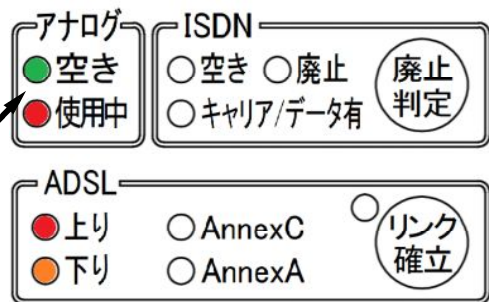 アナログ
空き
使用中
ISDN
空き 廃止
キャリア/データ有
廃止
判定
ADSL
上り
下り
AnnexC
AnnexA
リンク
確立